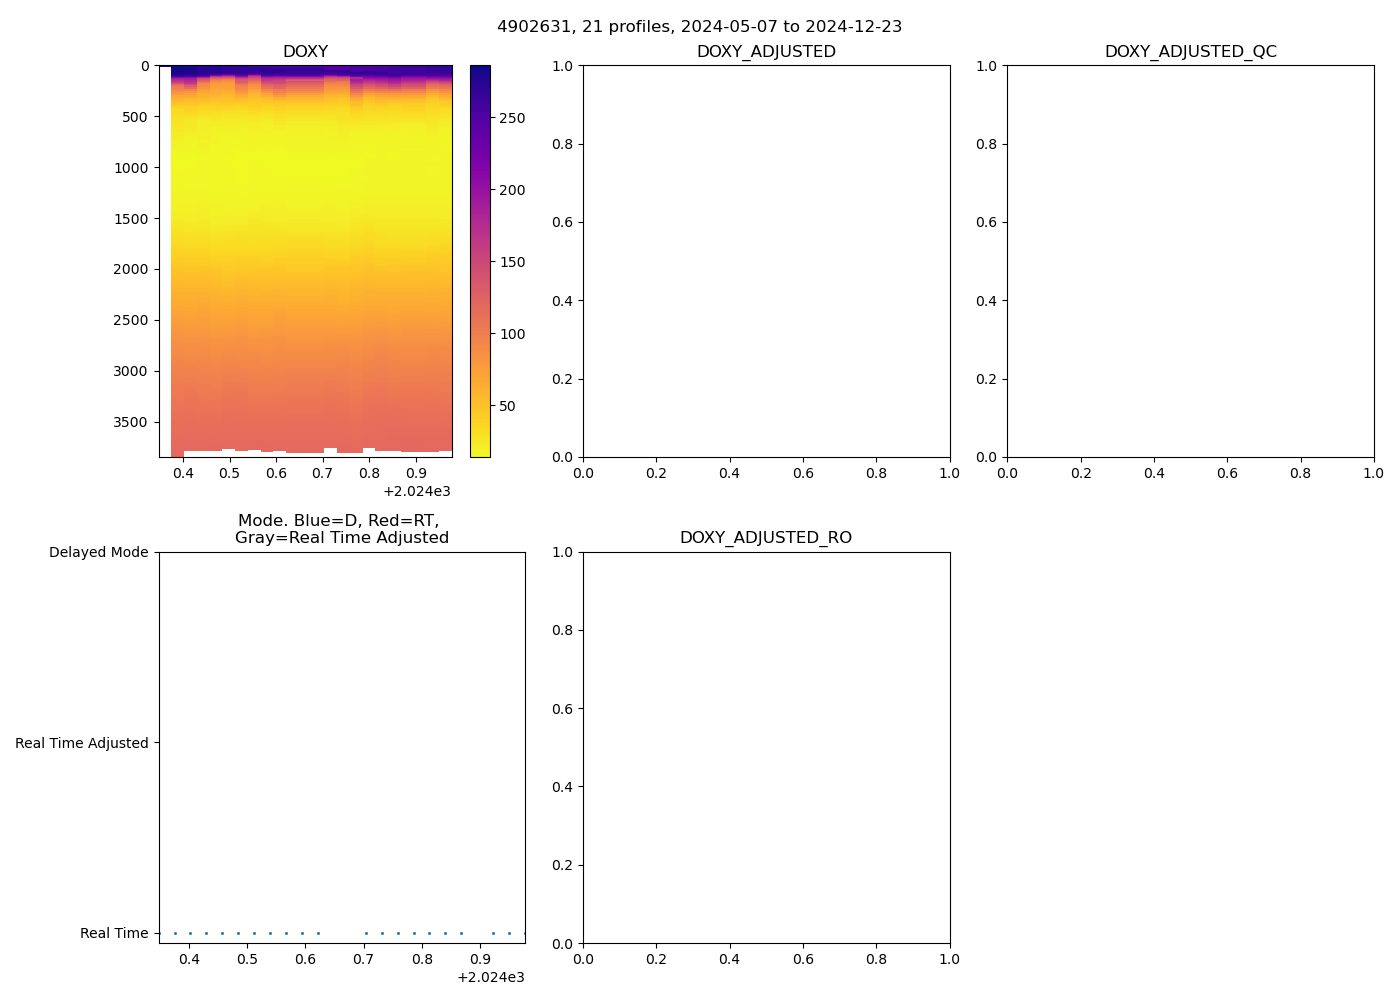 4902631, 21 profiles, 2024-05-07 to 2024-12-23
DOXY
0
500
1000
1500
2000
2500
3000
3500
0.4 0.5 0.6 0.7 0.8 0.9
+2.024e3
250
200
150
100
50
DOXY_ADJUSTED
1.0
0.8
0.6
0.4
0.2
0.0
0.0 0.2 0.4 0.6 0.8 1.0
DOXY_ADJUSTED_QC
1.0
0.8
0.6
0.4
0.2
0.0
0.0 0.2 0.4 0.6 0.8 1.0
Mode. Blue=D, Red=RT,
Gray=Real Time Adjusted
Delayed Mode
Real Time Adjusted
Real Time
0.4 0.5 0.6 0.7 0.8 0.9
+2.024e3
DOXY_ADJUSTED_RO
1.0
0.8
0.6
0.4
0.2
0.0
0.0 0.2 0.4 0.6 0.8 1.0